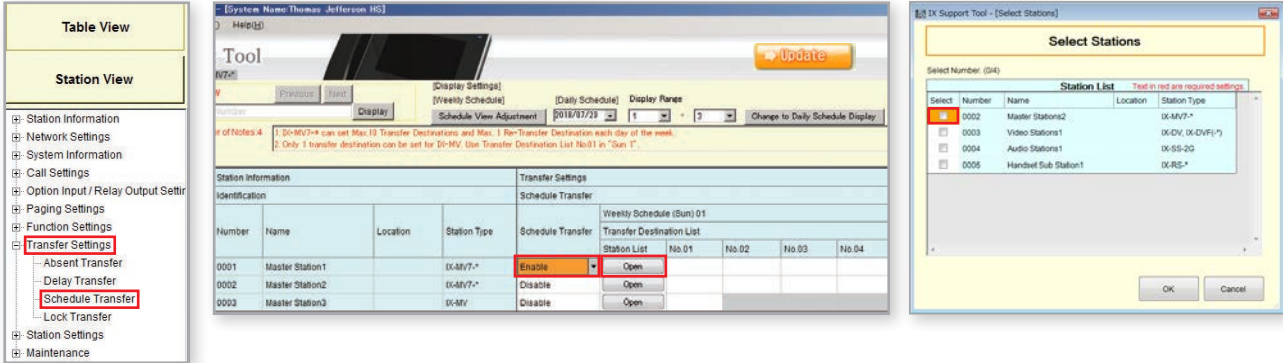 Table View
Station View
Station Information
Network Settings
System Information
Call Settings
Option Input / Relay Output Settin
Paging Settings
Function Settings
Transfer Settings
Absent Transfer
Delay Transfer
Schedule Transfer
Lock Transfer
Station Settings
Maintenance
- [System Name:Thomas Jefferson HS]
Help(H)
Tool
Update
IV7-*
Previous Next
[Display Settings]
[Weekly Schedule] [Daily Schedule] Display Range
Display Schedule View Adjustment 2018/07/28 1 - 3 Change to Daily Schedule Display
r of Notes:4 1. IX-MV7-* can set Max.10 Transfer Destinations and Max. 1 Re-Transfer Destination each day of the week.
2. Only 1 transfer destination can be set for IX-MV. Use Transfer Destination List No.01 in "Sun 1".
Station Information Transfer Settings
Identification Schedule Transfer
Weekly Schedule (Sun) 01
Number Name Location Station Type Schedule Transfer Transfer Destination List
Station List No.01 No.02 No.03 No.04
0001 Master Station1 IX-MV7-* Enable Open
0002 Master Station2 IX-MV7-* Disable Open
0003 Master Station3 IX-MV Disable Open
IX Support Tool - [Select Stations]
Select Stations
Select Number. (0/4)
Station List Text in red are required settings.
Select Number Name Location Station Type
0002 Master Stations2 IX-MV7-*
0003 Video Stations1 IX-DV, IX-DVF(-*)
0004 Audio Stations1 IX-SS-2G
0005 Handset Sub Station1 IX-RS-*
OK Cancel